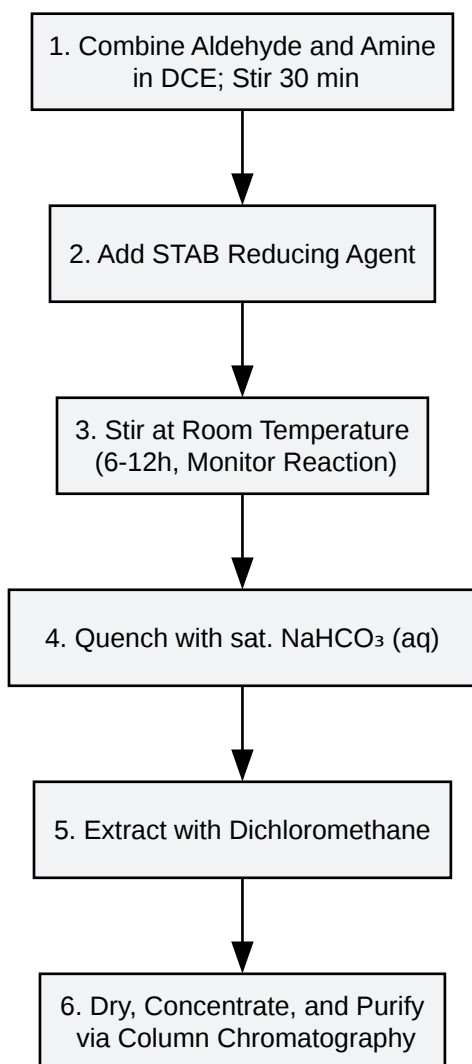 1. Combine Aldehyde and Amine
in DCE; Stir 30 min
2. Add STAB Reducing Agent
3. Stir at Room Temperature
(6-12h, Monitor Reaction)
4. Quench with sat. NaHCO₃ (aq)
5. Extract with Dichloromethane
6. Dry, Concentrate, and Purify
via Column Chromatography